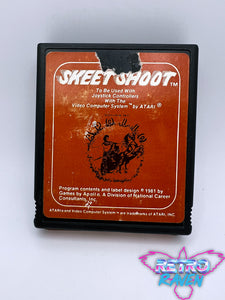 SKEET SHOOT™
To Be Used With
Joystick Controllers
With The
Video Computer System™ by ATARI®
Program contents and label design © 1981 by
Games by Apollo, A Division of National Career
Consultants, Inc.
ATARI and Video Computer System™ are trademarks of ATARI, INC.
RETRO
RAVEN